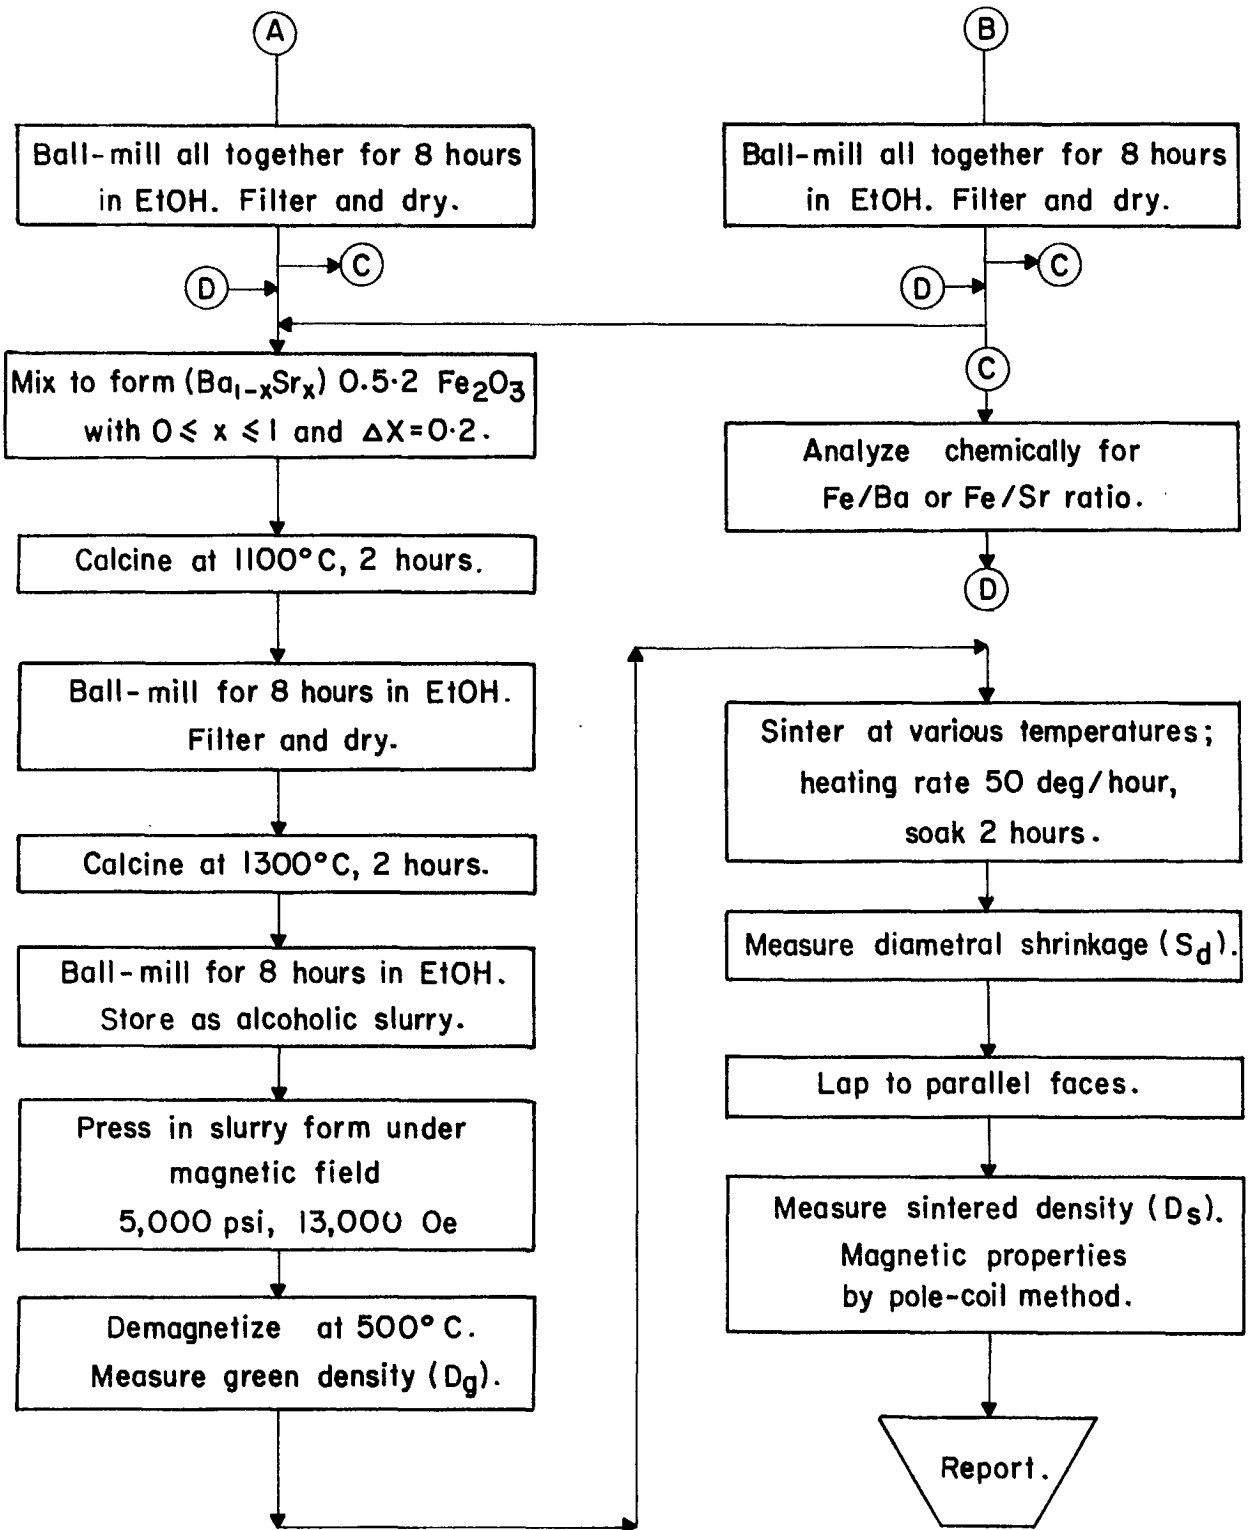 A
Ball-mill all together for 8 hours
in EtOH. Filter and dry.
C
D
Mix to form (Ba₁₋ₓSrₓ) 0.5·2 Fe₂O₃
with 0 ⩽ x ⩽ 1 and ΔX=0·2.
Calcine at 1100°C, 2 hours.
Ball-mill for 8 hours in EtOH.
Filter and dry.
Calcine at 1300°C, 2 hours.
Ball-mill for 8 hours in EtOH.
Store as alcoholic slurry.
Press in slurry form under
magnetic field
5,000 psi, 13,000 Oe
Demagnetize at 500°C.
Measure green density (Dg).
B
Ball-mill all together for 8 hours
in EtOH. Filter and dry.
C
D
C
Analyze chemically for
Fe/Ba or Fe/Sr ratio.
D
Sinter at various temperatures;
heating rate 50 deg/hour,
soak 2 hours.
Measure diametral shrinkage (Sd).
Lap to parallel faces.
Measure sintered density (Ds).
Magnetic properties
by pole-coil method.
Report.